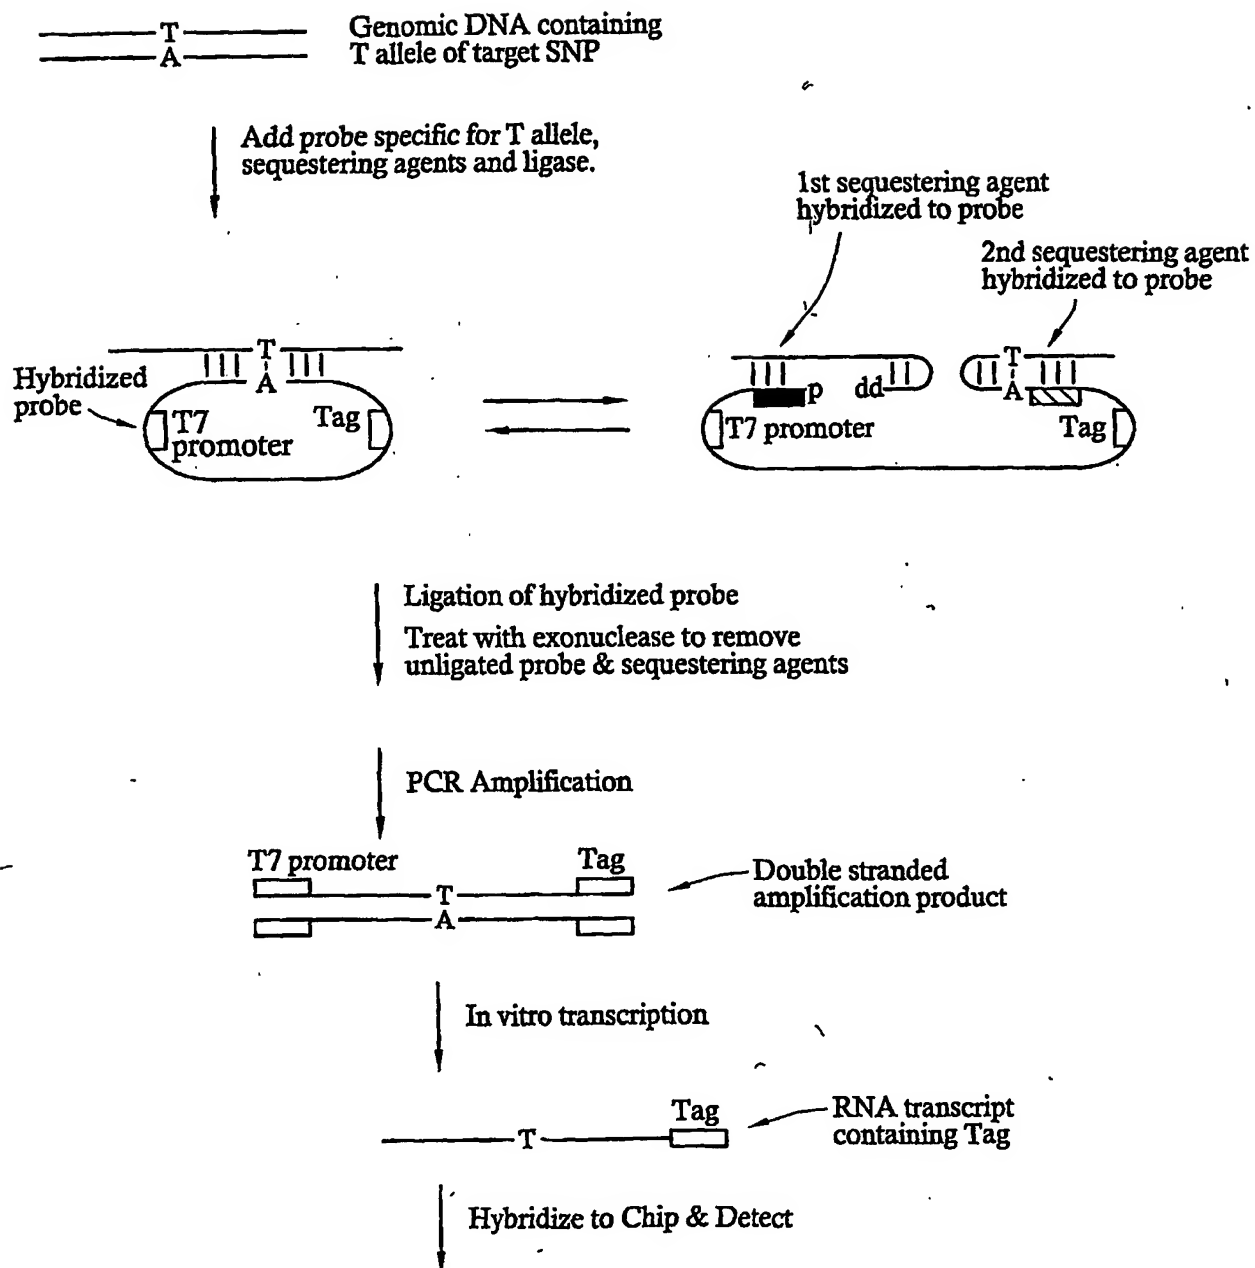 T
A
Genomic DNA containing
T allele of target SNP
Add probe specific for T allele,
sequestering agents and ligase.
1st sequestering agent
hybridized to probe
2nd sequestering agent
hybridized to probe
T
A
Hybridized
probe
T7
promoter
Tag
p
dd
T
A
T7 promoter
Tag
Ligation of hybridized probe
Treat with exonuclease to remove
unligated probe & sequestering agents
PCR Amplification
T7 promoter
Tag
T
A
Double stranded
amplification product
In vitro transcription
Tag
T
RNA transcript
containing Tag
Hybridize to Chip & Detect